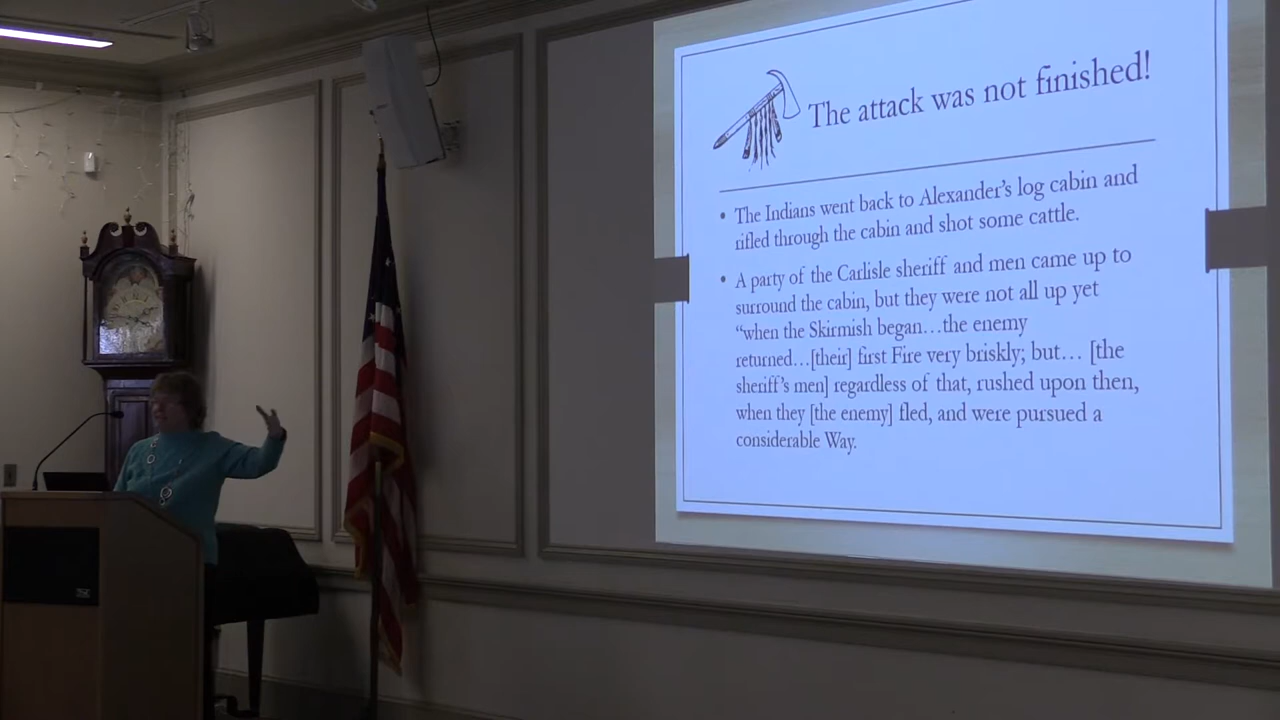 The attack was not finished!
• The Indians went back to Alexander's log cabin and
rifled through the cabin and shot some cattle.
• A party of the Carlisle sheriff and men came up to
surround the cabin, but they were not all up yet
“when the Skirmish began…the enemy
returned…[their] first Fire very briskly; but… [the
sheriff's men] regardless of that, rushed upon then,
when they [the enemy] fled, and were pursued a
considerable Way.